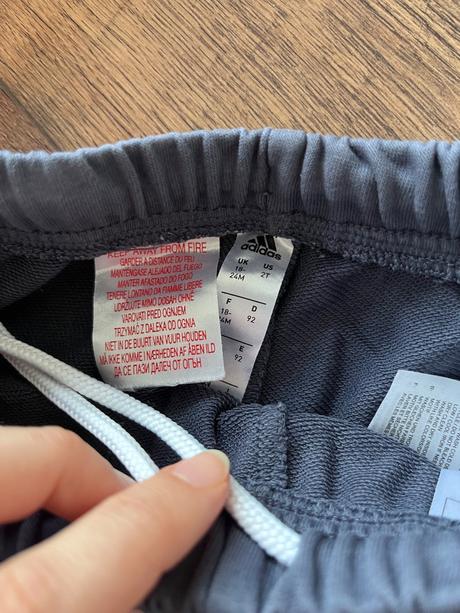 KEEP AWAY FROM FIRE
GARDER À DISTANCE DU FEU
MANTÉNGASE ALEJADO DEL FUEGO
MANTER AFASTADO DO FOGO
TENERE LONTANO DA FIAMME LIBERE
UDRŽUJTE MIMO DOSAH OHNĚ
VAROVATI PRED OGNJEM
TRZYMAĆ Z DALEKA OD OGNIA
NIET IN DE BUURT VAN VUUR HOUDEN
MÅ IKKE KOMME I NÆRHEDEN AF ÅBEN ILD
ДА СЕ ПАЗИ ДАЛЕЧ ОТ ОГЪН
adidas
UK US
18- 2T
24M
F D
18- 92
24M
E
92